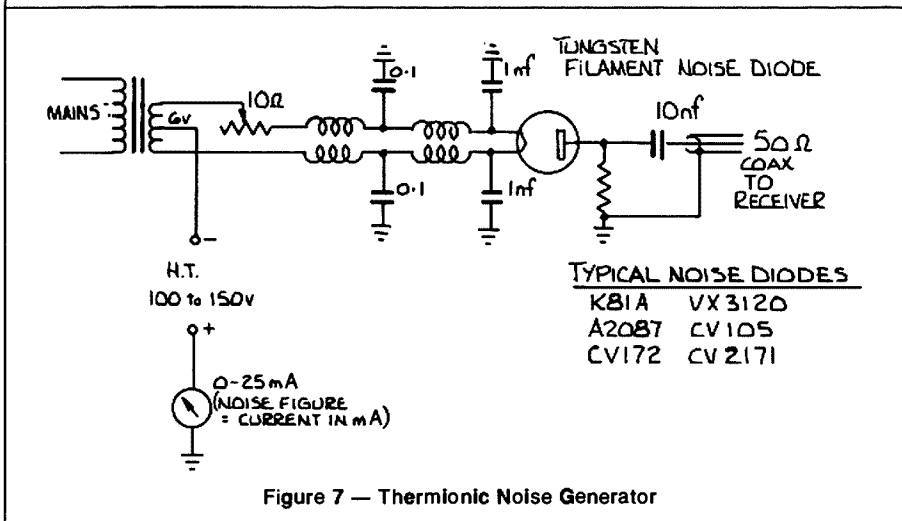 TUNGSTEN
FILAMENT NOISE DIODE
0.1
1nf
10Ω
10nf
MAINS
6v
50Ω
COAX
TO
RECEIVER
0.1
1nf
–
H.T.
100 to 150v
+
TYPICAL NOISE DIODES
K81A VX3120
A2087 CV105
CV172 CV2171
0-25mA
(NOISE FIGURE
= CURRENT IN mA)
Figure 7 — Thermionic Noise Generator